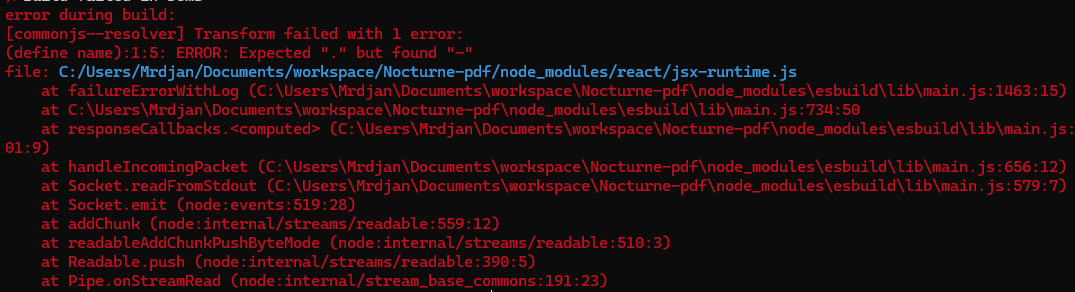 error during build:
[commonjs--resolver] Transform failed with 1 error:
(define name):1:5: ERROR: Expected "." but found "-"
file: C:/Users/Mrdjan/Documents/workspace/Nocturne-pdf/node_modules/react/jsx-runtime.js
    at failureErrorWithLog (C:\Users\Mrdjan\Documents\workspace\Nocturne-pdf\node_modules\esbuild\lib\main.js:1463:15)
    at C:\Users\Mrdjan\Documents\workspace\Nocturne-pdf\node_modules\esbuild\lib\main.js:734:50
    at responseCallbacks.<computed> (C:\Users\Mrdjan\Documents\workspace\Nocturne-pdf\node_modules\esbuild\lib\main.js:
01:9)
    at handleIncomingPacket (C:\Users\Mrdjan\Documents\workspace\Nocturne-pdf\node_modules\esbuild\lib\main.js:656:12)
    at Socket.readFromStdout (C:\Users\Mrdjan\Documents\workspace\Nocturne-pdf\node_modules\esbuild\lib\main.js:579:7)
    at Socket.emit (node:events:519:28)
    at addChunk (node:internal/streams/readable:559:12)
    at readableAddChunkPushByteMode (node:internal/streams/readable:510:3)
    at Readable.push (node:internal/streams/readable:390:5)
    at Pipe.onStreamRead (node:internal/stream_base_commons:191:23)